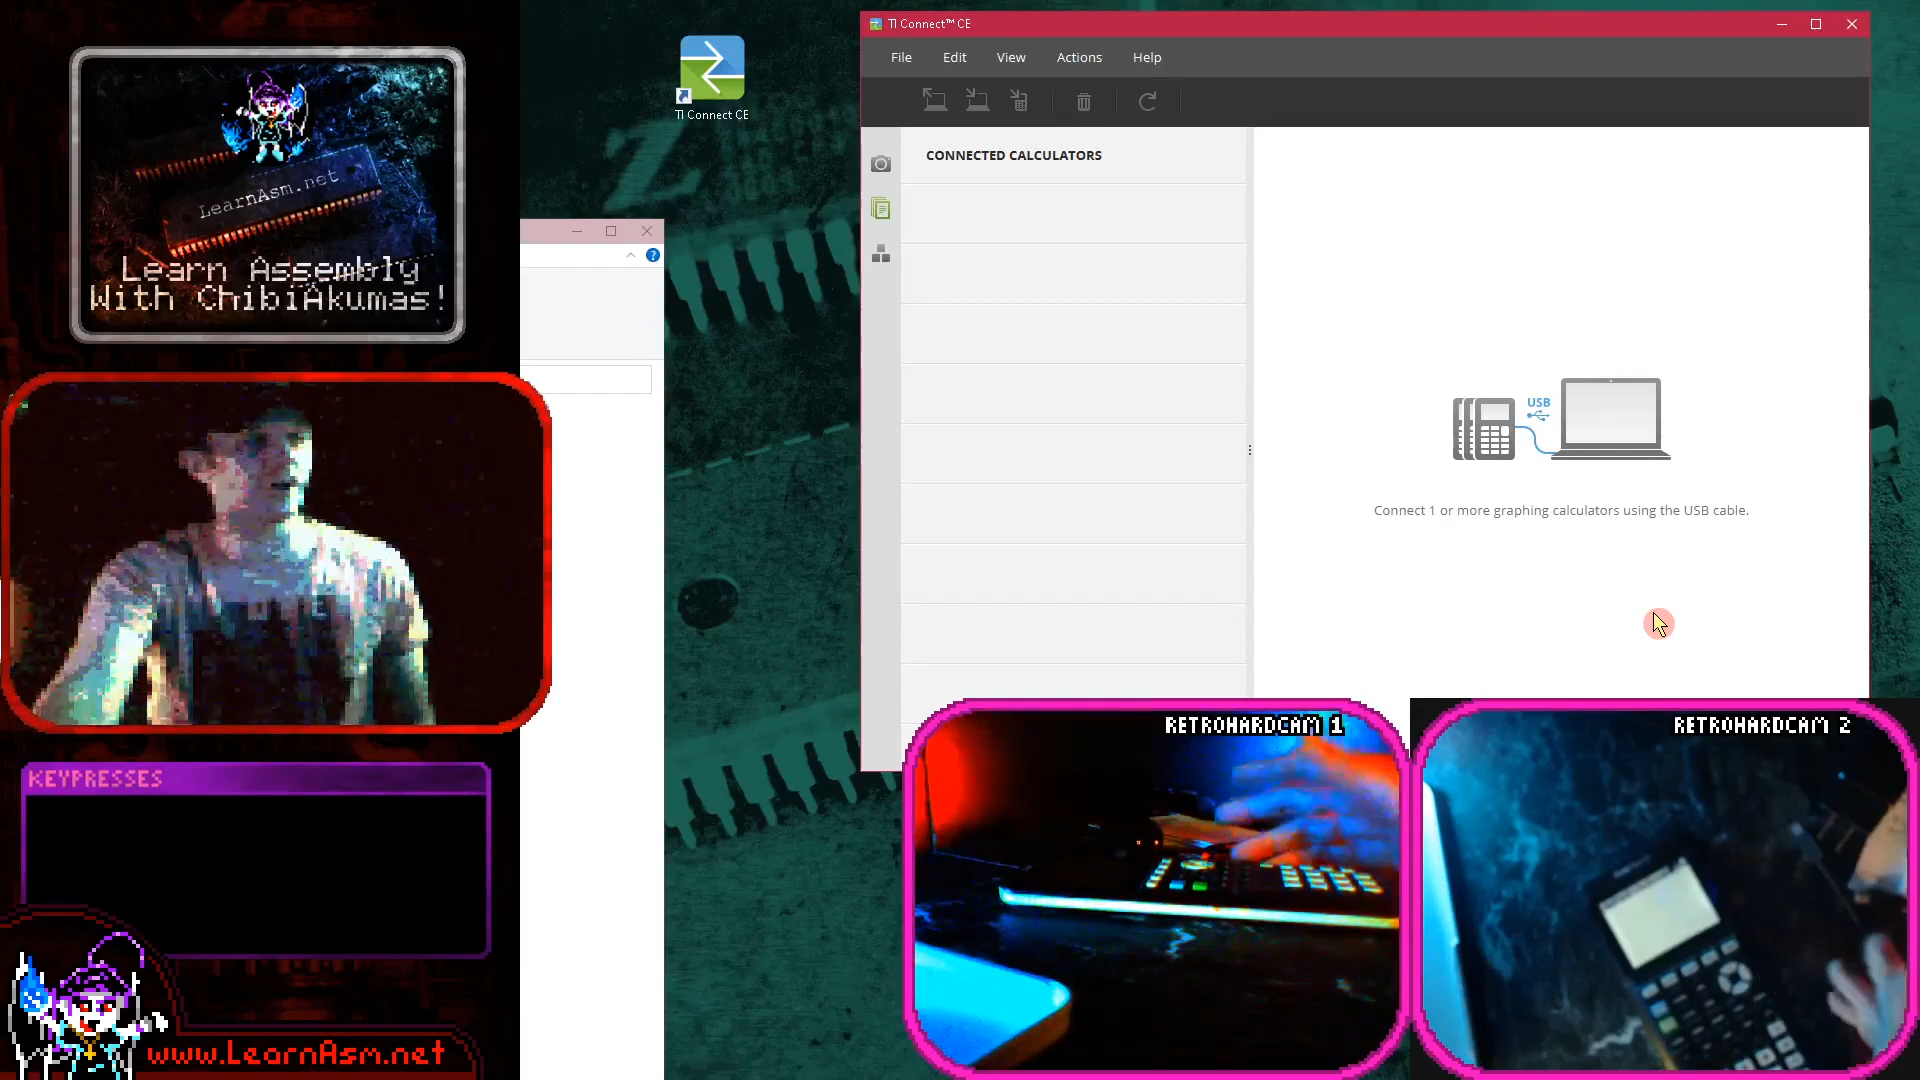 LearnAsm.net
Learn Assembly
With ChibiAkumas!
KEYPRESSES
www.LearnAsm.net
TI Connect CE
TI Connect™ CE
File Edit View Actions Help
CONNECTED CALCULATORS
USB
Connect 1 or more graphing calculators using the USB cable.
RETROHARDCAM 1
RETROHARDCAM 2